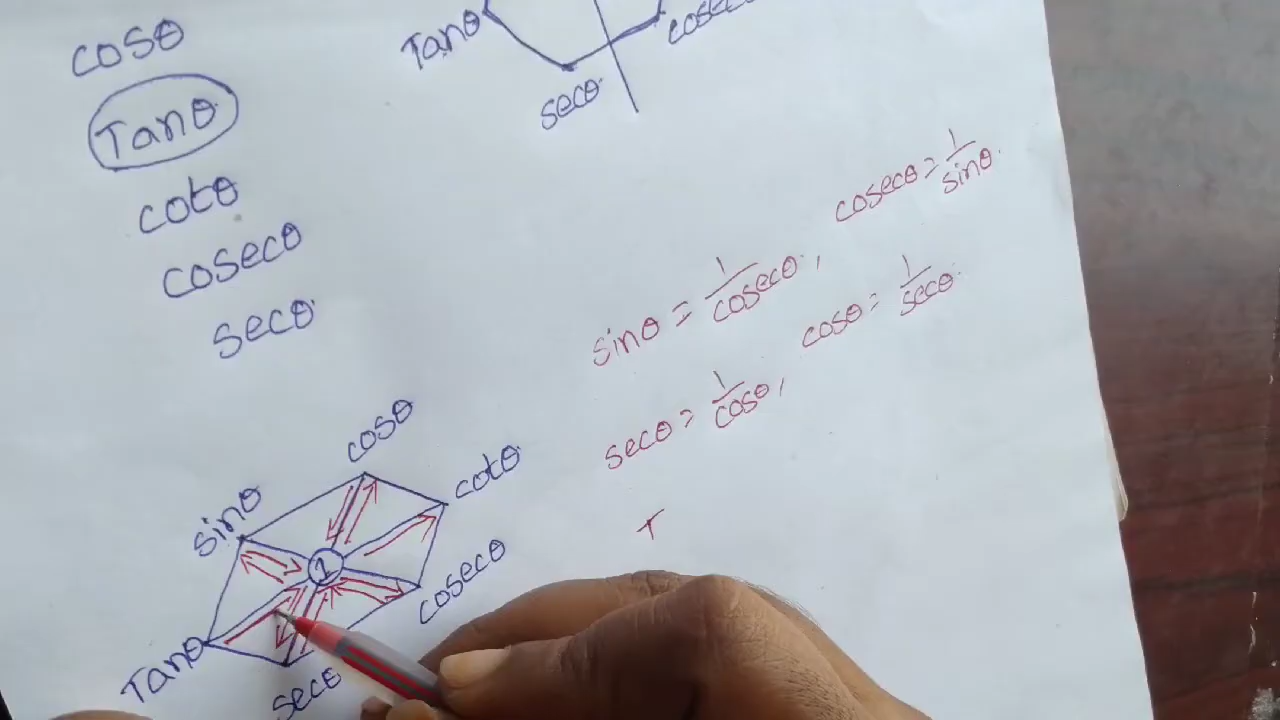 cosθ
Tanθ
cotθ
cosecθ
secθ
Tanθ
secθ
cosecθ
sinθ = 1/cosecθ, cosecθ = 1/sinθ.
secθ = 1/cosθ, cosθ = 1/secθ.
T
cosθ
sinθ
cotθ
1
cosecθ
Tanθ
secθ